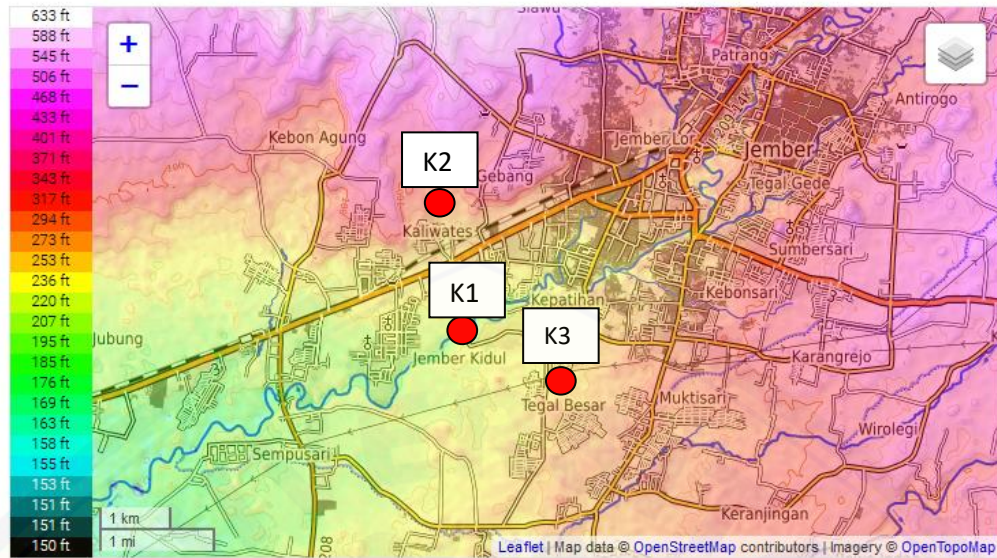 633 ft
588 ft
545 ft
506 ft
468 ft
433 ft
401 ft
371 ft
343 ft
317 ft
294 ft
273 ft
253 ft
236 ft
220 ft
207 ft
195 ft
185 ft
176 ft
169 ft
163 ft
158 ft
155 ft
153 ft
151 ft
151 ft
150 ft
+
−
Slawu
Patrang
Antirogo
Kebon Agung
Jember Lor
Jember
K2
Gebang
Tegal Gede
Kaliwates
Sumbersari
K1
Kepatihan
Kebonsari
K3
Jubung
Jember Kidul
Karangrejo
Tegal Besar
Muktisari
Wirolegi
Sempusari
Keranjingan
1 km
1 mi
Leaflet | Map data © OpenStreetMap contributors | Imagery © OpenTopoMap